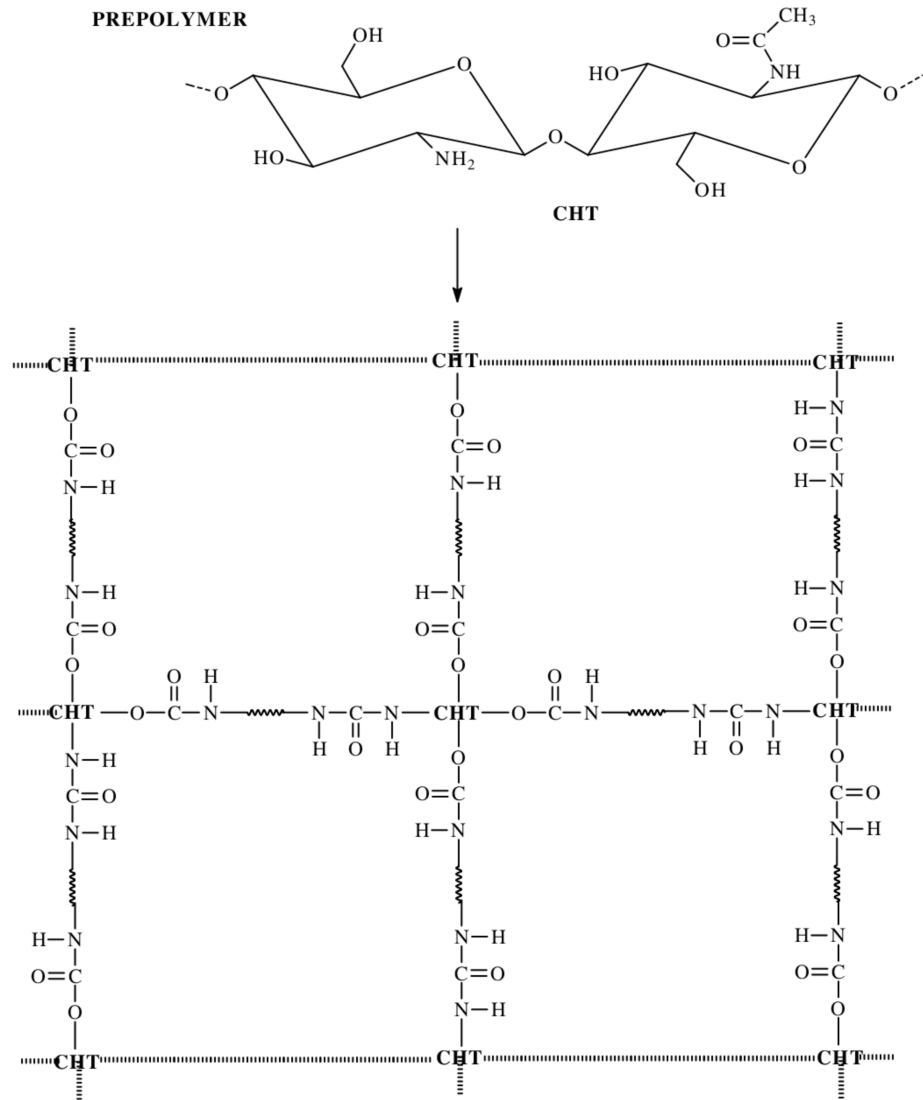 PREPOLYMER
CH₃
OH O=C
O HO NH
O O
O
HO NH₂ O
OH
CHT
CHT CHT CHT
O O H–N
C=O C=O O=C
N–H N–H H–N
N–H H–N H–N
C=O O=C O=C
O O O
O H O H
CHT–O–C–N N–C–N–CHT–O–C–N N–C–N–CHT
H O H H O H
N–H O O
C=O O=C C=O
N–H H–N N–H
H–N N–H H–N
O=C C=O O=C
O N–H O
CHT CHT CHT